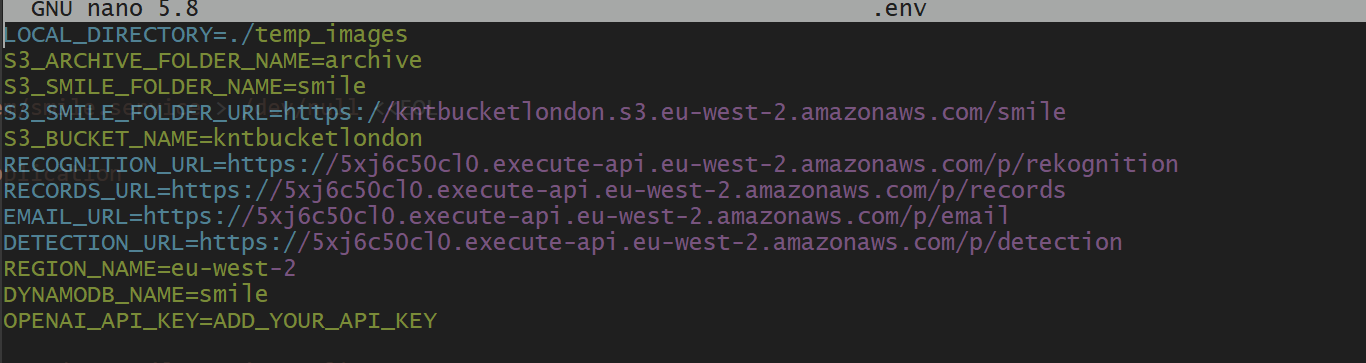 GNU nano 5.8 .env
LOCAL_DIRECTORY=./temp_images
S3_ARCHIVE_FOLDER_NAME=archive
S3_SMILE_FOLDER_NAME=smile
S3_SMILE_FOLDER_URL=https://kntbucketlondon.s3.eu-west-2.amazonaws.com/smile
S3_BUCKET_NAME=kntbucketlondon
RECOGNITION_URL=https://5xj6c50cl0.execute-api.eu-west-2.amazonaws.com/p/rekognition
RECORDS_URL=https://5xj6c50cl0.execute-api.eu-west-2.amazonaws.com/p/records
EMAIL_URL=https://5xj6c50cl0.execute-api.eu-west-2.amazonaws.com/p/email
DETECTION_URL=https://5xj6c50cl0.execute-api.eu-west-2.amazonaws.com/p/detection
REGION_NAME=eu-west-2
DYNAMODB_NAME=smile
OPENAI_API_KEY=ADD_YOUR_API_KEY